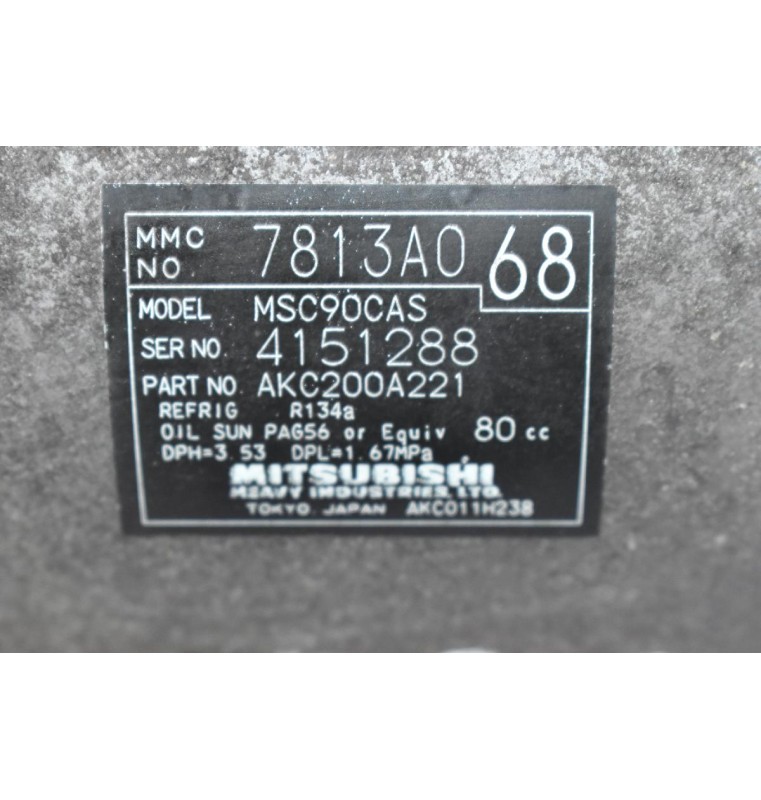 MMC NO 7813A0 68
MODEL MSC90CAS
SER NO. 4151288
PART NO. AKC200A221
REFRIG R134a
OIL SUN PAG56 or Equiv 80 cc
DPH=3.53 DPL=1.67MPa
MITSUBISHI
HEAVY INDUSTRIES, LTD.
TOKYO JAPAN AKC011H238